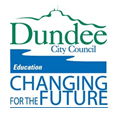 Dundee
City Council
Education
CHANGING
FOR THE FUTURE